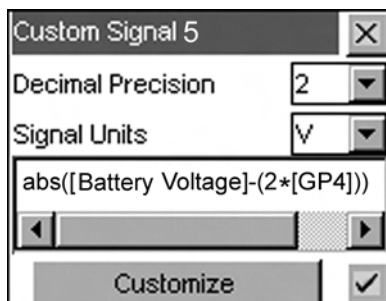 Custom Signal 5
Decimal Precision 2
Signal Units V
abs([Battery Voltage]-(2*[GP4]))
Customize